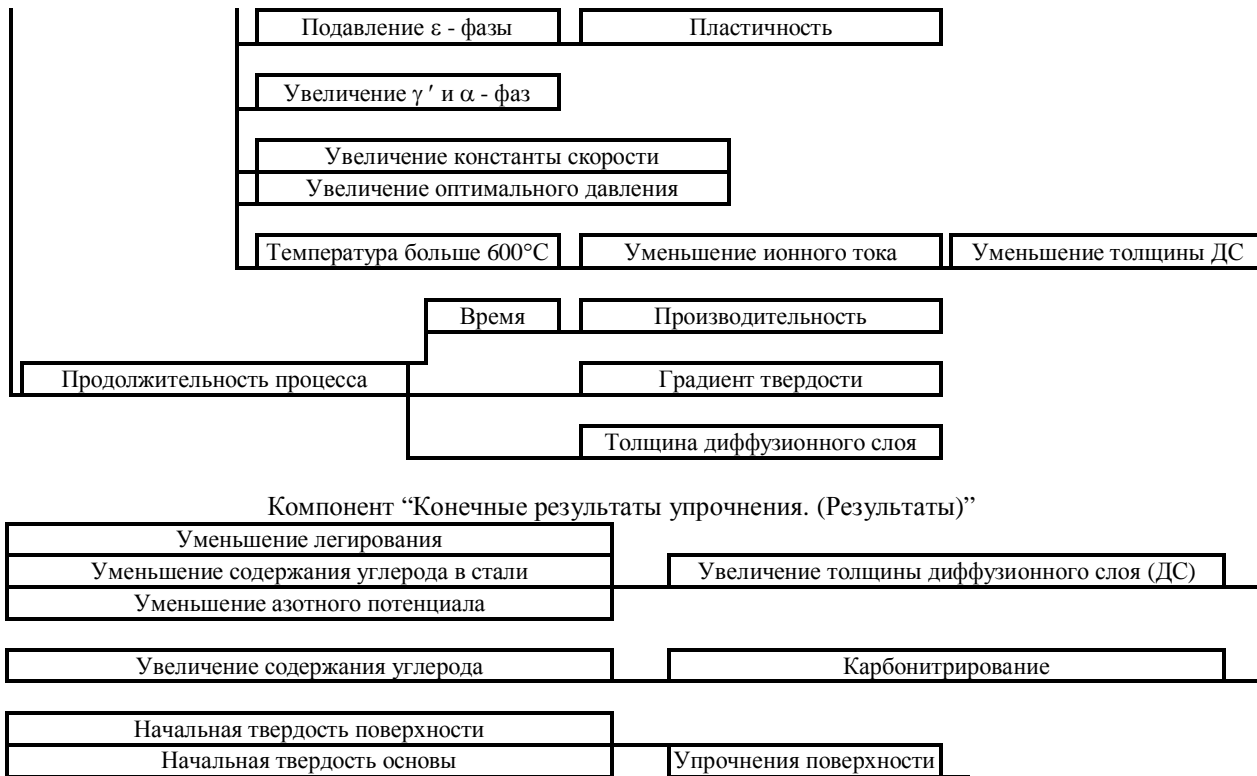 Подавление ε - фазы Пластичность
Увеличение γ ′ и α - фаз
Увеличение константы скорости
Увеличение оптимального давления
Температура больше 600°С Уменьшение ионного тока Уменьшение толщины ДС
Время Производительность
Продолжительность процесса Градиент твердости
Толщина диффузионного слоя
Компонент “Конечные результаты упрочнения. (Результаты)”
Уменьшение легирования
Уменьшение содержания углерода в стали Увеличение толщины диффузионного слоя (ДС)
Уменьшение азотного потенциала
Увеличение содержания углерода Карбонитрирование
Начальная твердость поверхности
Начальная твердость основы Упрочнения поверхности